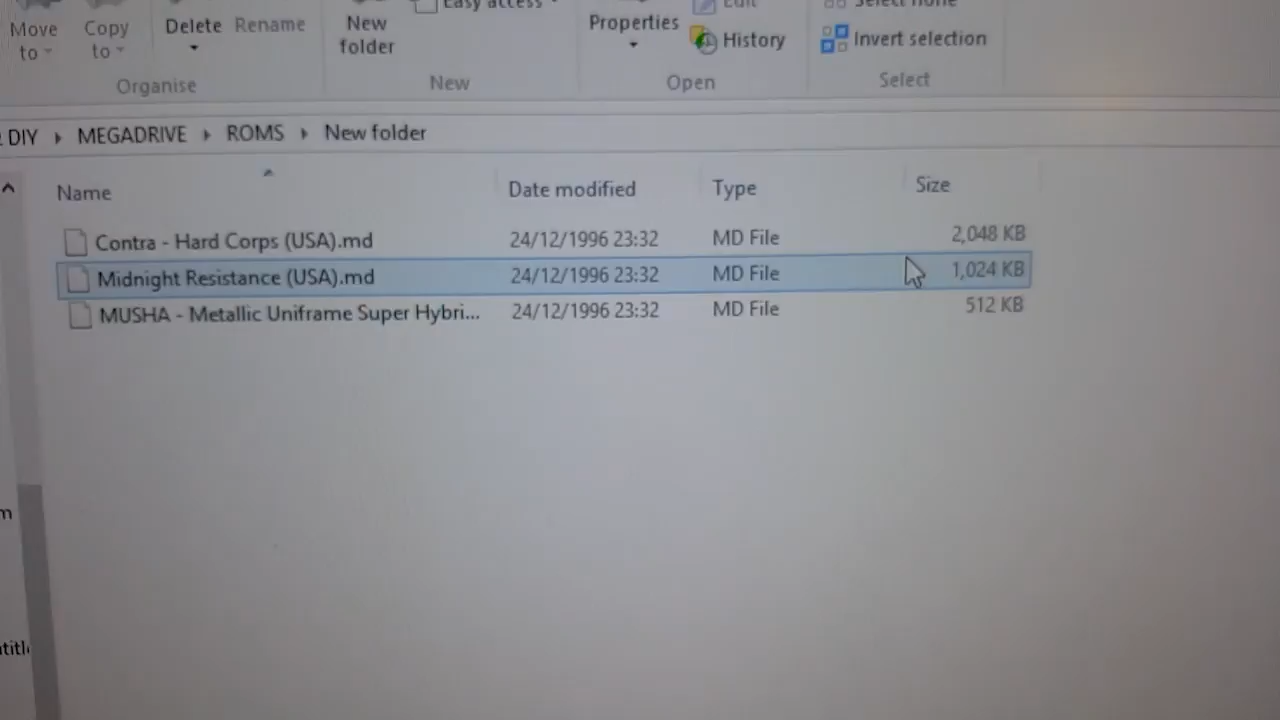 Easy access
Edit
Select none
Move to
Copy to
Delete
Rename
New folder
Properties
History
Invert selection
Organise
New
Open
Select
DIY > MEGADRIVE > ROMS > New folder
Name Date modified Type Size
Contra - Hard Corps (USA).md 24/12/1996 23:32 MD File 2,048 KB
Midnight Resistance (USA).md 24/12/1996 23:32 MD File 1,024 KB
MUSHA - Metallic Uniframe Super Hybri... 24/12/1996 23:32 MD File 512 KB